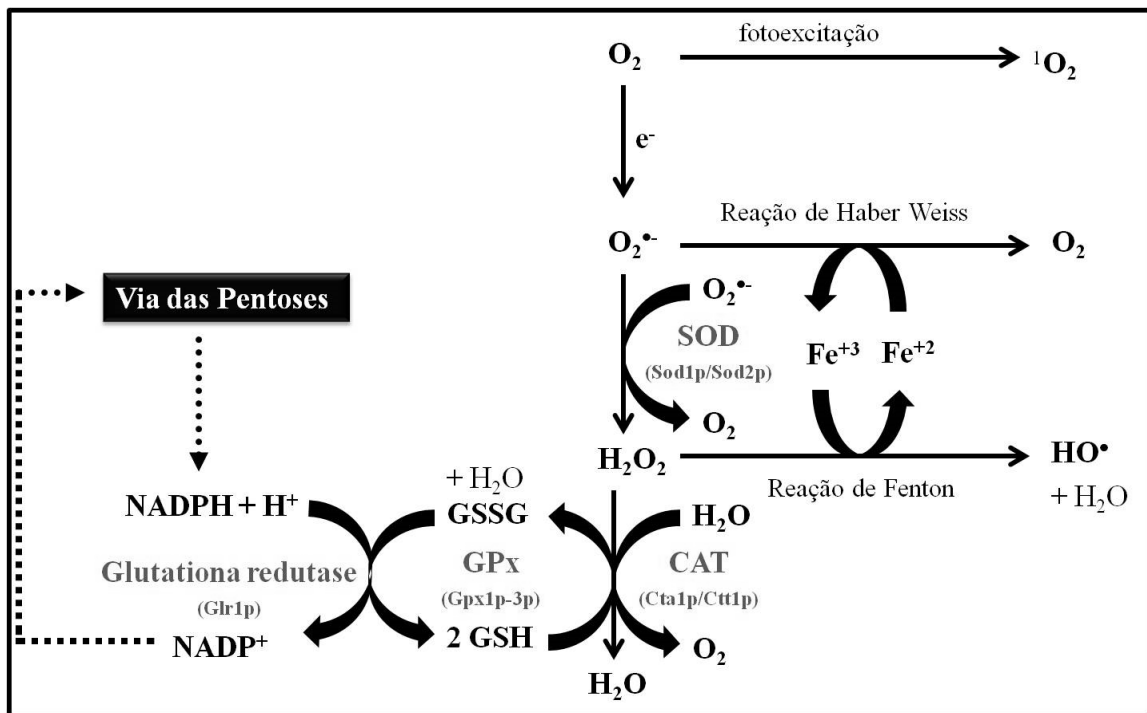 fotoexcitação
O₂
¹O₂
e⁻
Reação de Haber Weiss
O₂•⁻
O₂
Via das Pentoses
O₂•⁻
SOD
(Sod1p/Sod2p)
Fe⁺³
Fe⁺²
O₂
H₂O₂
HO•
Reação de Fenton
+ H₂O
+ H₂O
NADPH + H⁺
GSSG
H₂O
Glutationa redutase
(Glr1p)
GPx
(Gpx1p-3p)
CAT
(Cta1p/Ctt1p)
NADP⁺
2 GSH
O₂
H₂O